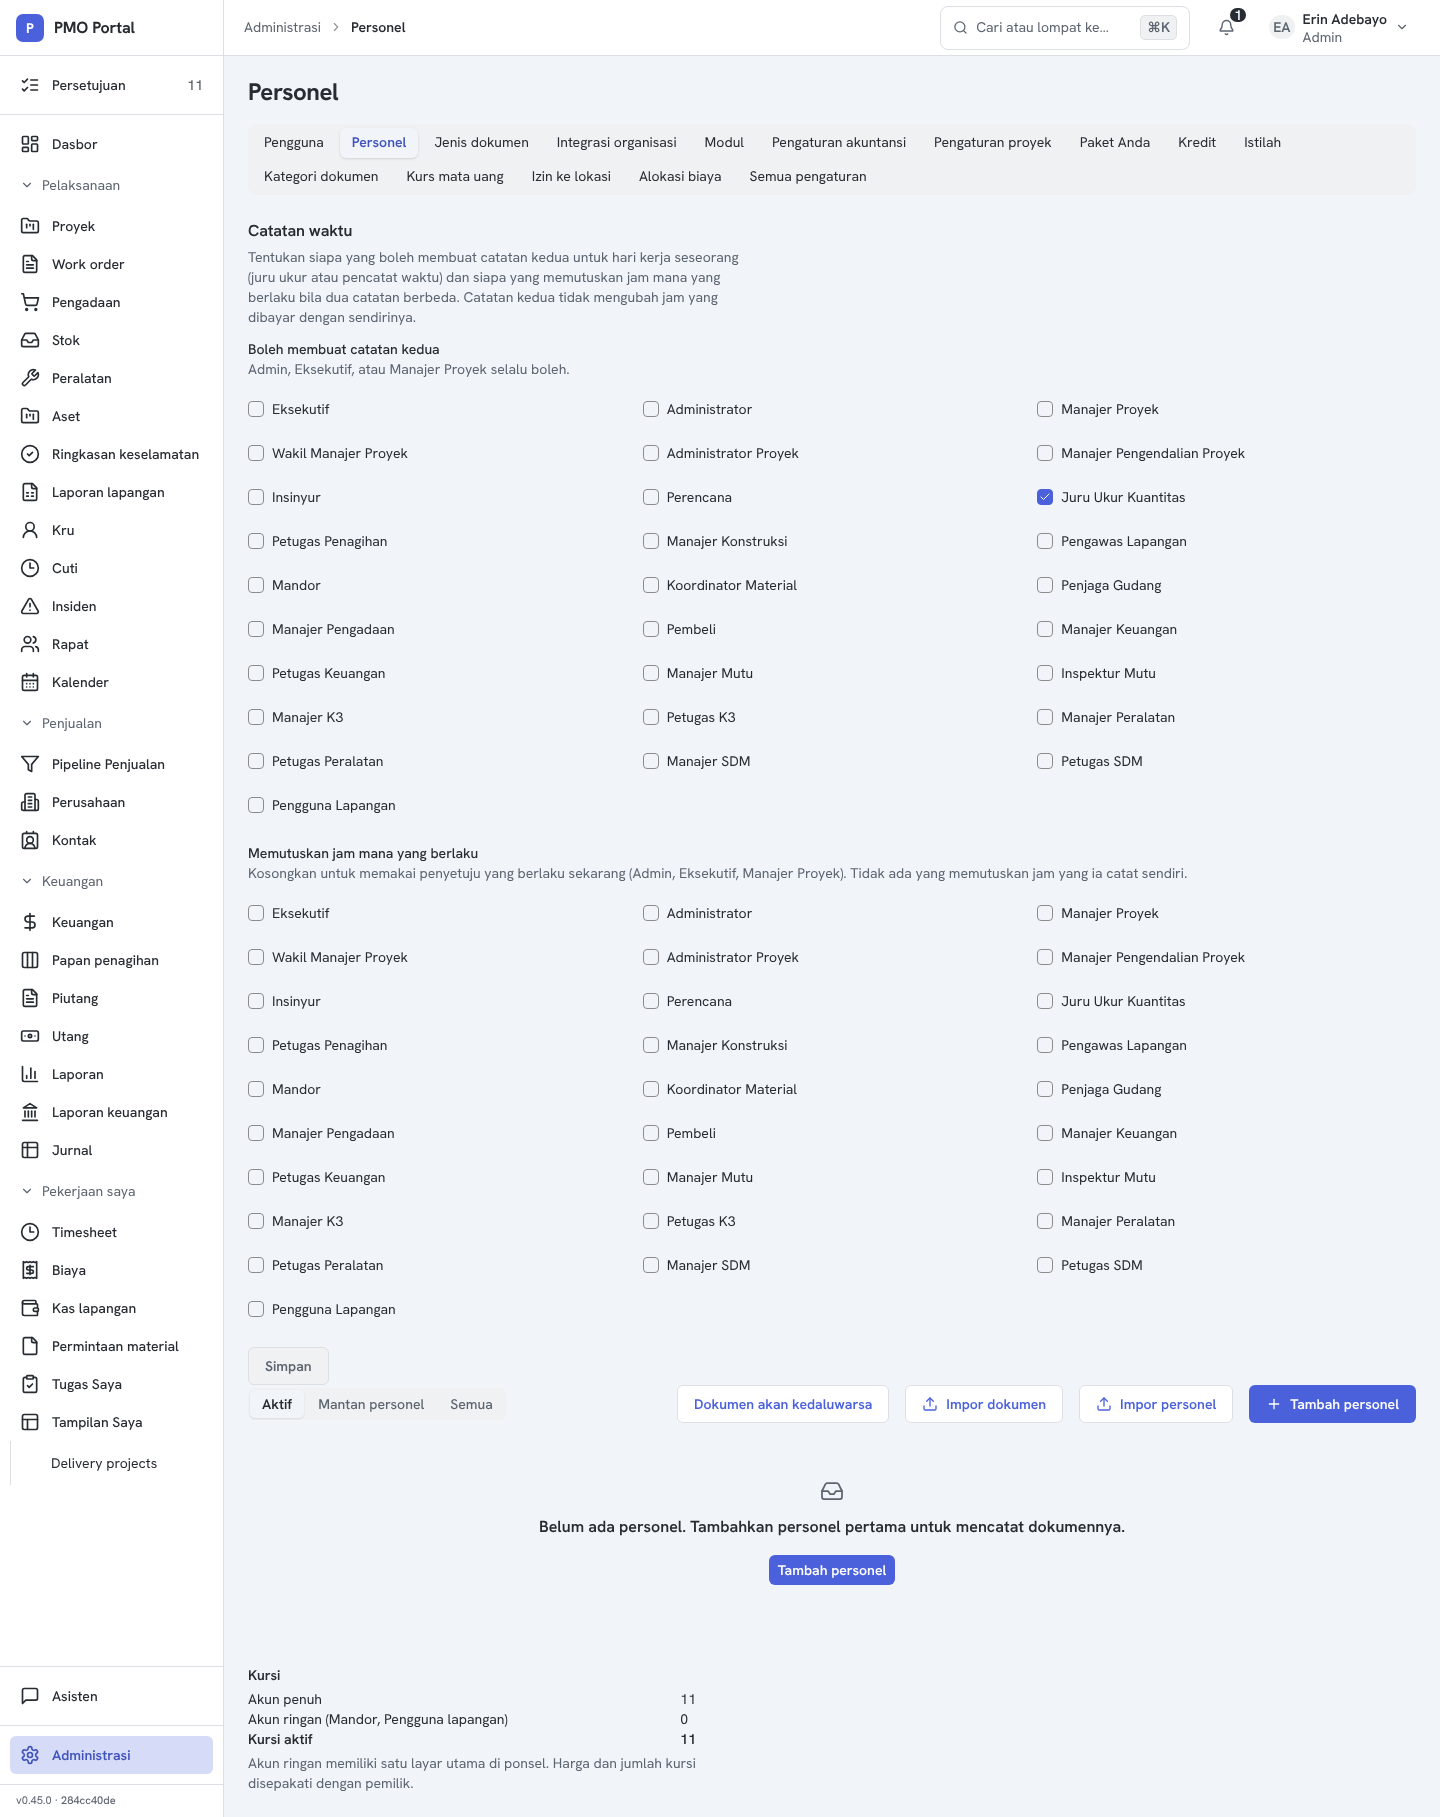 P PMO Portal
Administrasi > Personel
Cari atau lompat ke... ⌘K
1
EA Erin Adebayo
Admin
Persetujuan 11
Dasbor
Pelaksanaan
Proyek
Work order
Pengadaan
Stok
Peralatan
Aset
Ringkasan keselamatan
Laporan lapangan
Kru
Cuti
Insiden
Rapat
Kalender
Penjualan
Pipeline Penjualan
Perusahaan
Kontak
Keuangan
Keuangan
Papan penagihan
Piutang
Utang
Laporan
Laporan keuangan
Jurnal
Pekerjaan saya
Timesheet
Biaya
Kas lapangan
Permintaan material
Tugas Saya
Tampilan Saya
Delivery projects
Asisten
Administrasi
v0.45.0 · 284cc40de
Personel
Pengguna Personel Jenis dokumen Integrasi organisasi Modul Pengaturan akuntansi Pengaturan proyek Paket Anda Kredit Istilah
Kategori dokumen Kurs mata uang Izin ke lokasi Alokasi biaya Semua pengaturan
Catatan waktu
Tentukan siapa yang boleh membuat catatan kedua untuk hari kerja seseorang
(juru ukur atau pencatat waktu) dan siapa yang memutuskan jam mana yang
berlaku bila dua catatan berbeda. Catatan kedua tidak mengubah jam yang
dibayar dengan sendirinya.
Boleh membuat catatan kedua
Admin, Eksekutif, atau Manajer Proyek selalu boleh.
Eksekutif Administrator Manajer Proyek
Wakil Manajer Proyek Administrator Proyek Manajer Pengendalian Proyek
Insinyur Perencana Juru Ukur Kuantitas
Petugas Penagihan Manajer Konstruksi Pengawas Lapangan
Mandor Koordinator Material Penjaga Gudang
Manajer Pengadaan Pembeli Manajer Keuangan
Petugas Keuangan Manajer Mutu Inspektur Mutu
Manajer K3 Petugas K3 Manajer Peralatan
Petugas Peralatan Manajer SDM Petugas SDM
Pengguna Lapangan
Memutuskan jam mana yang berlaku
Kosongkan untuk memakai penyetuju yang berlaku sekarang (Admin, Eksekutif, Manajer Proyek). Tidak ada yang memutuskan jam yang ia catat sendiri.
Eksekutif Administrator Manajer Proyek
Wakil Manajer Proyek Administrator Proyek Manajer Pengendalian Proyek
Insinyur Perencana Juru Ukur Kuantitas
Petugas Penagihan Manajer Konstruksi Pengawas Lapangan
Mandor Koordinator Material Penjaga Gudang
Manajer Pengadaan Pembeli Manajer Keuangan
Petugas Keuangan Manajer Mutu Inspektur Mutu
Manajer K3 Petugas K3 Manajer Peralatan
Petugas Peralatan Manajer SDM Petugas SDM
Pengguna Lapangan
Simpan
Aktif Mantan personel Semua Dokumen akan kedaluwarsa Impor dokumen Impor personel + Tambah personel
Belum ada personel. Tambahkan personel pertama untuk mencatat dokumennya.
Tambah personel
Kursi
Akun penuh 11
Akun ringan (Mandor, Pengguna lapangan) 0
Kursi aktif 11
Akun ringan memiliki satu layar utama di ponsel. Harga dan jumlah kursi
disepakati dengan pemilik.